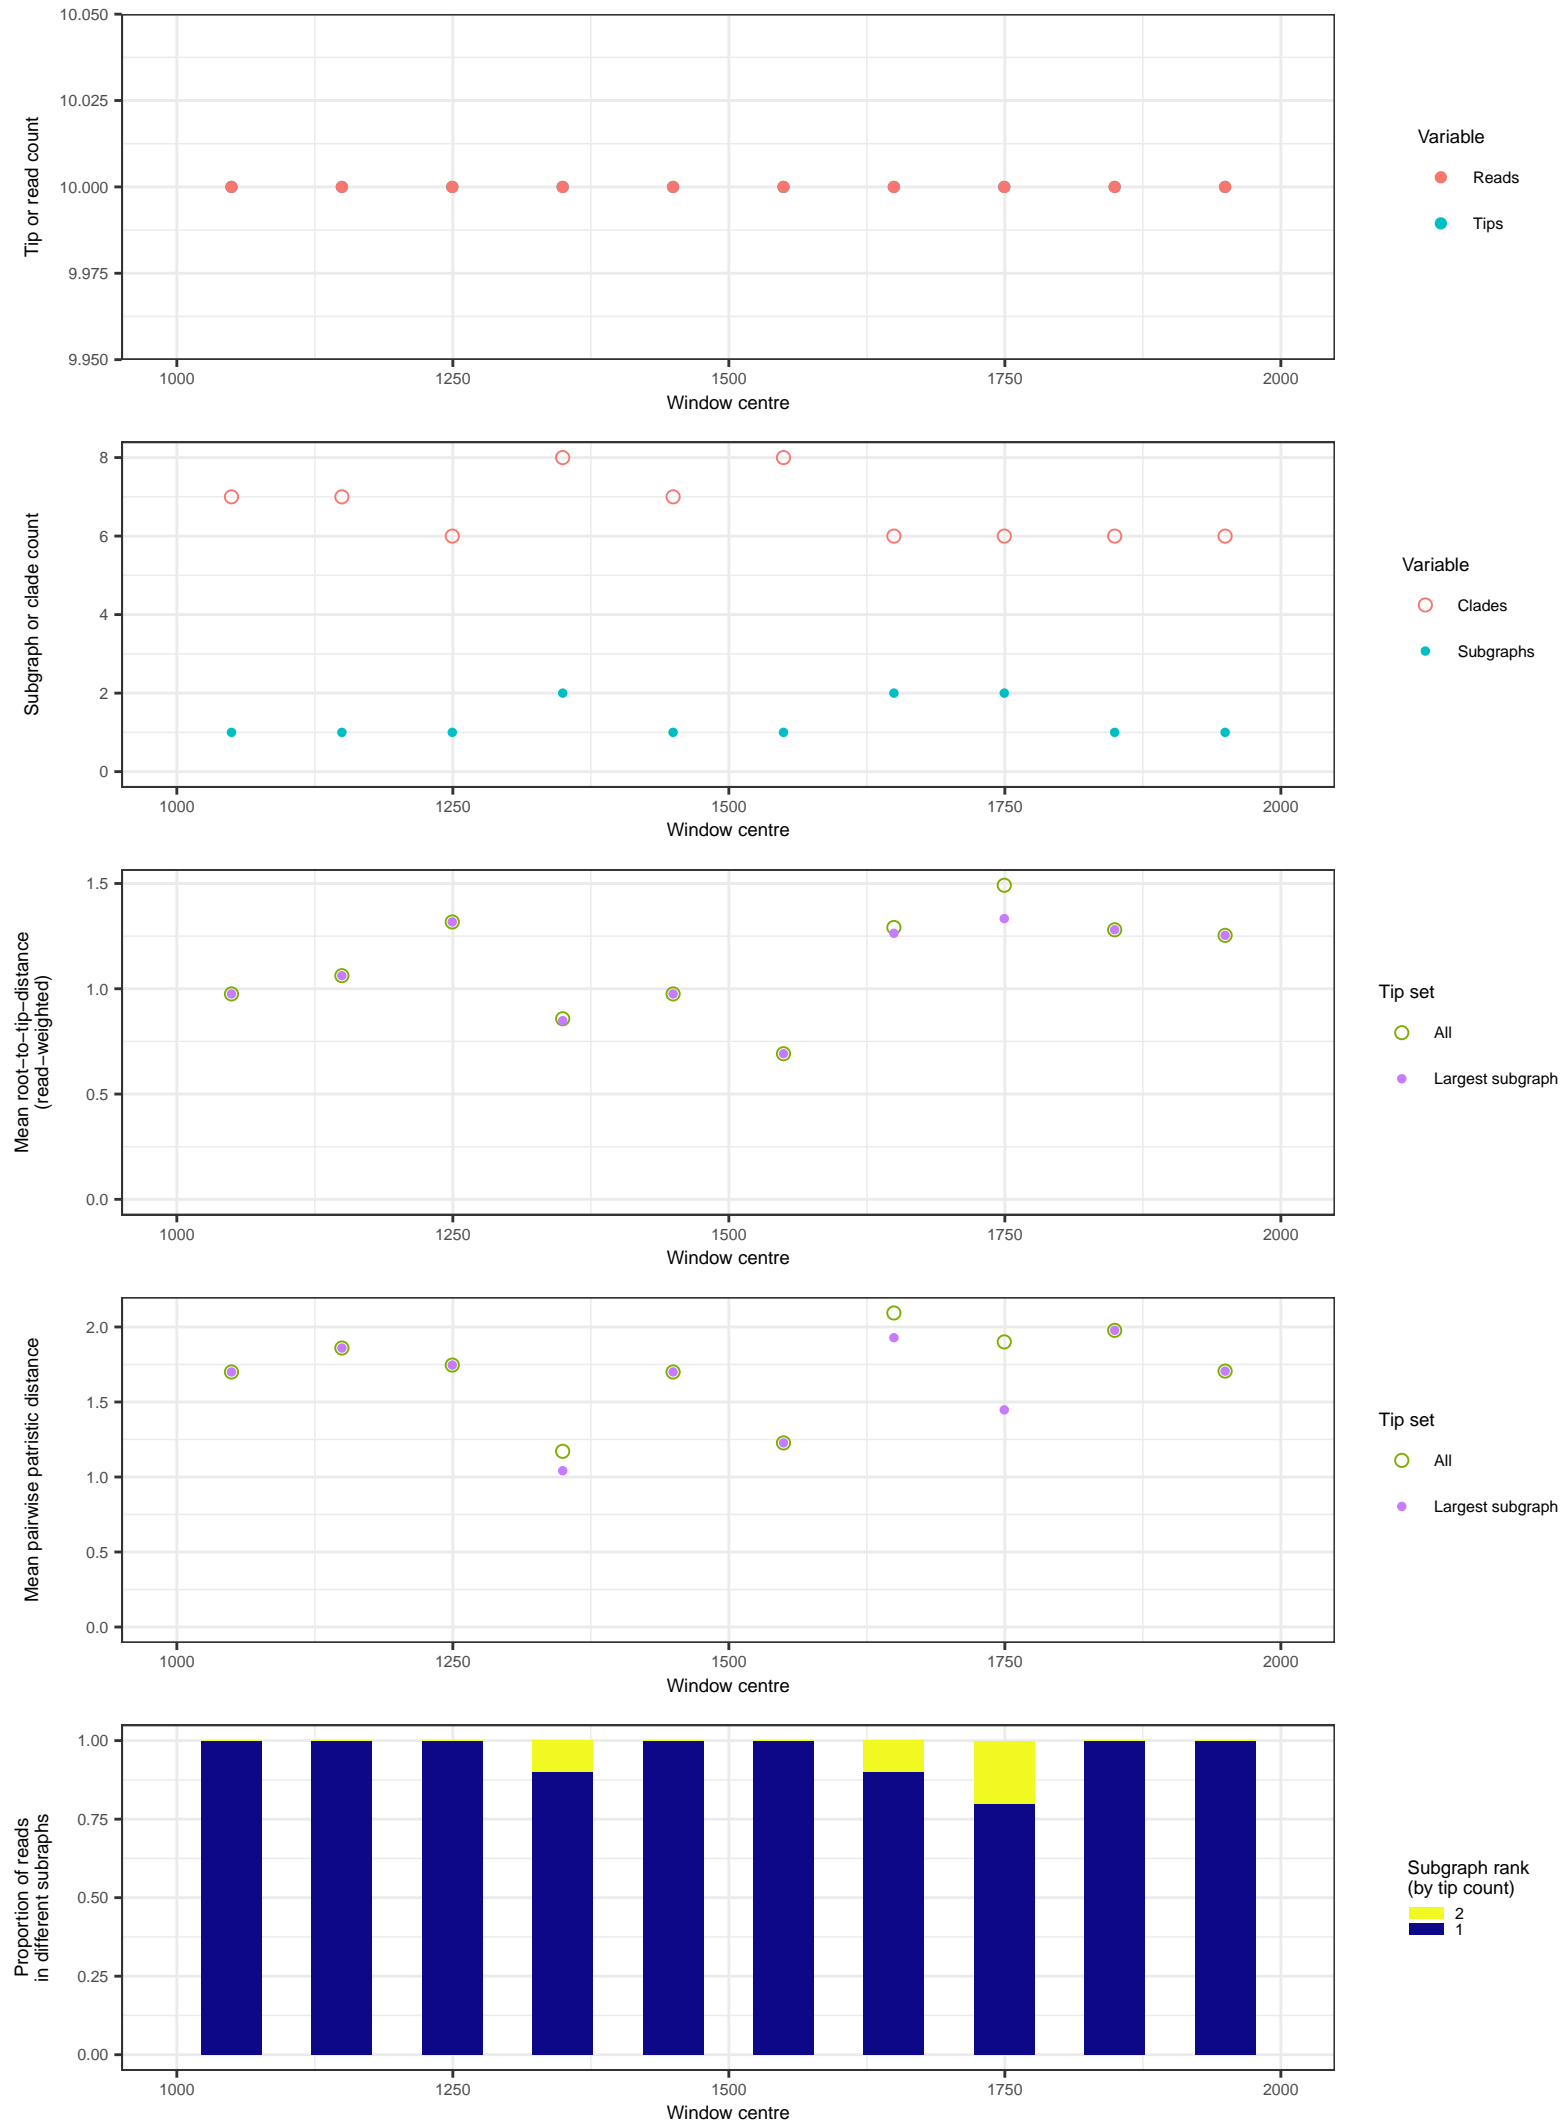 10.050
10.025
10.000
9.975
9.950
Tip or read count
1000 1250 1500 1750 2000
Window centre
Variable
Reads
Tips
8
6
4
2
0
Subgraph or clade count
1000 1250 1500 1750 2000
Window centre
Variable
Clades
Subgraphs
1.5
1.0
0.5
0.0
Mean root−to−tip−distance
(read−weighted)
1000 1250 1500 1750 2000
Window centre
Tip set
All
Largest subgraph
2.0
1.5
1.0
0.5
0.0
Mean pairwise patristic distance
1000 1250 1500 1750 2000
Window centre
Tip set
All
Largest subgraph
1.00
0.75
0.50
0.25
0.00
Proportion of reads
in different subraphs
1000 1250 1500 1750 2000
Window centre
Subgraph rank
(by tip count)
2
1